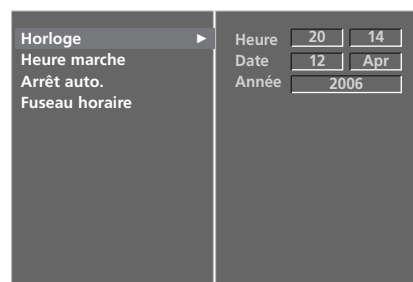 Horloge ►
Heure marche
Arrêt auto.
Fuseau horaire
Heure 20 14
Date 12 Apr
Année 2006